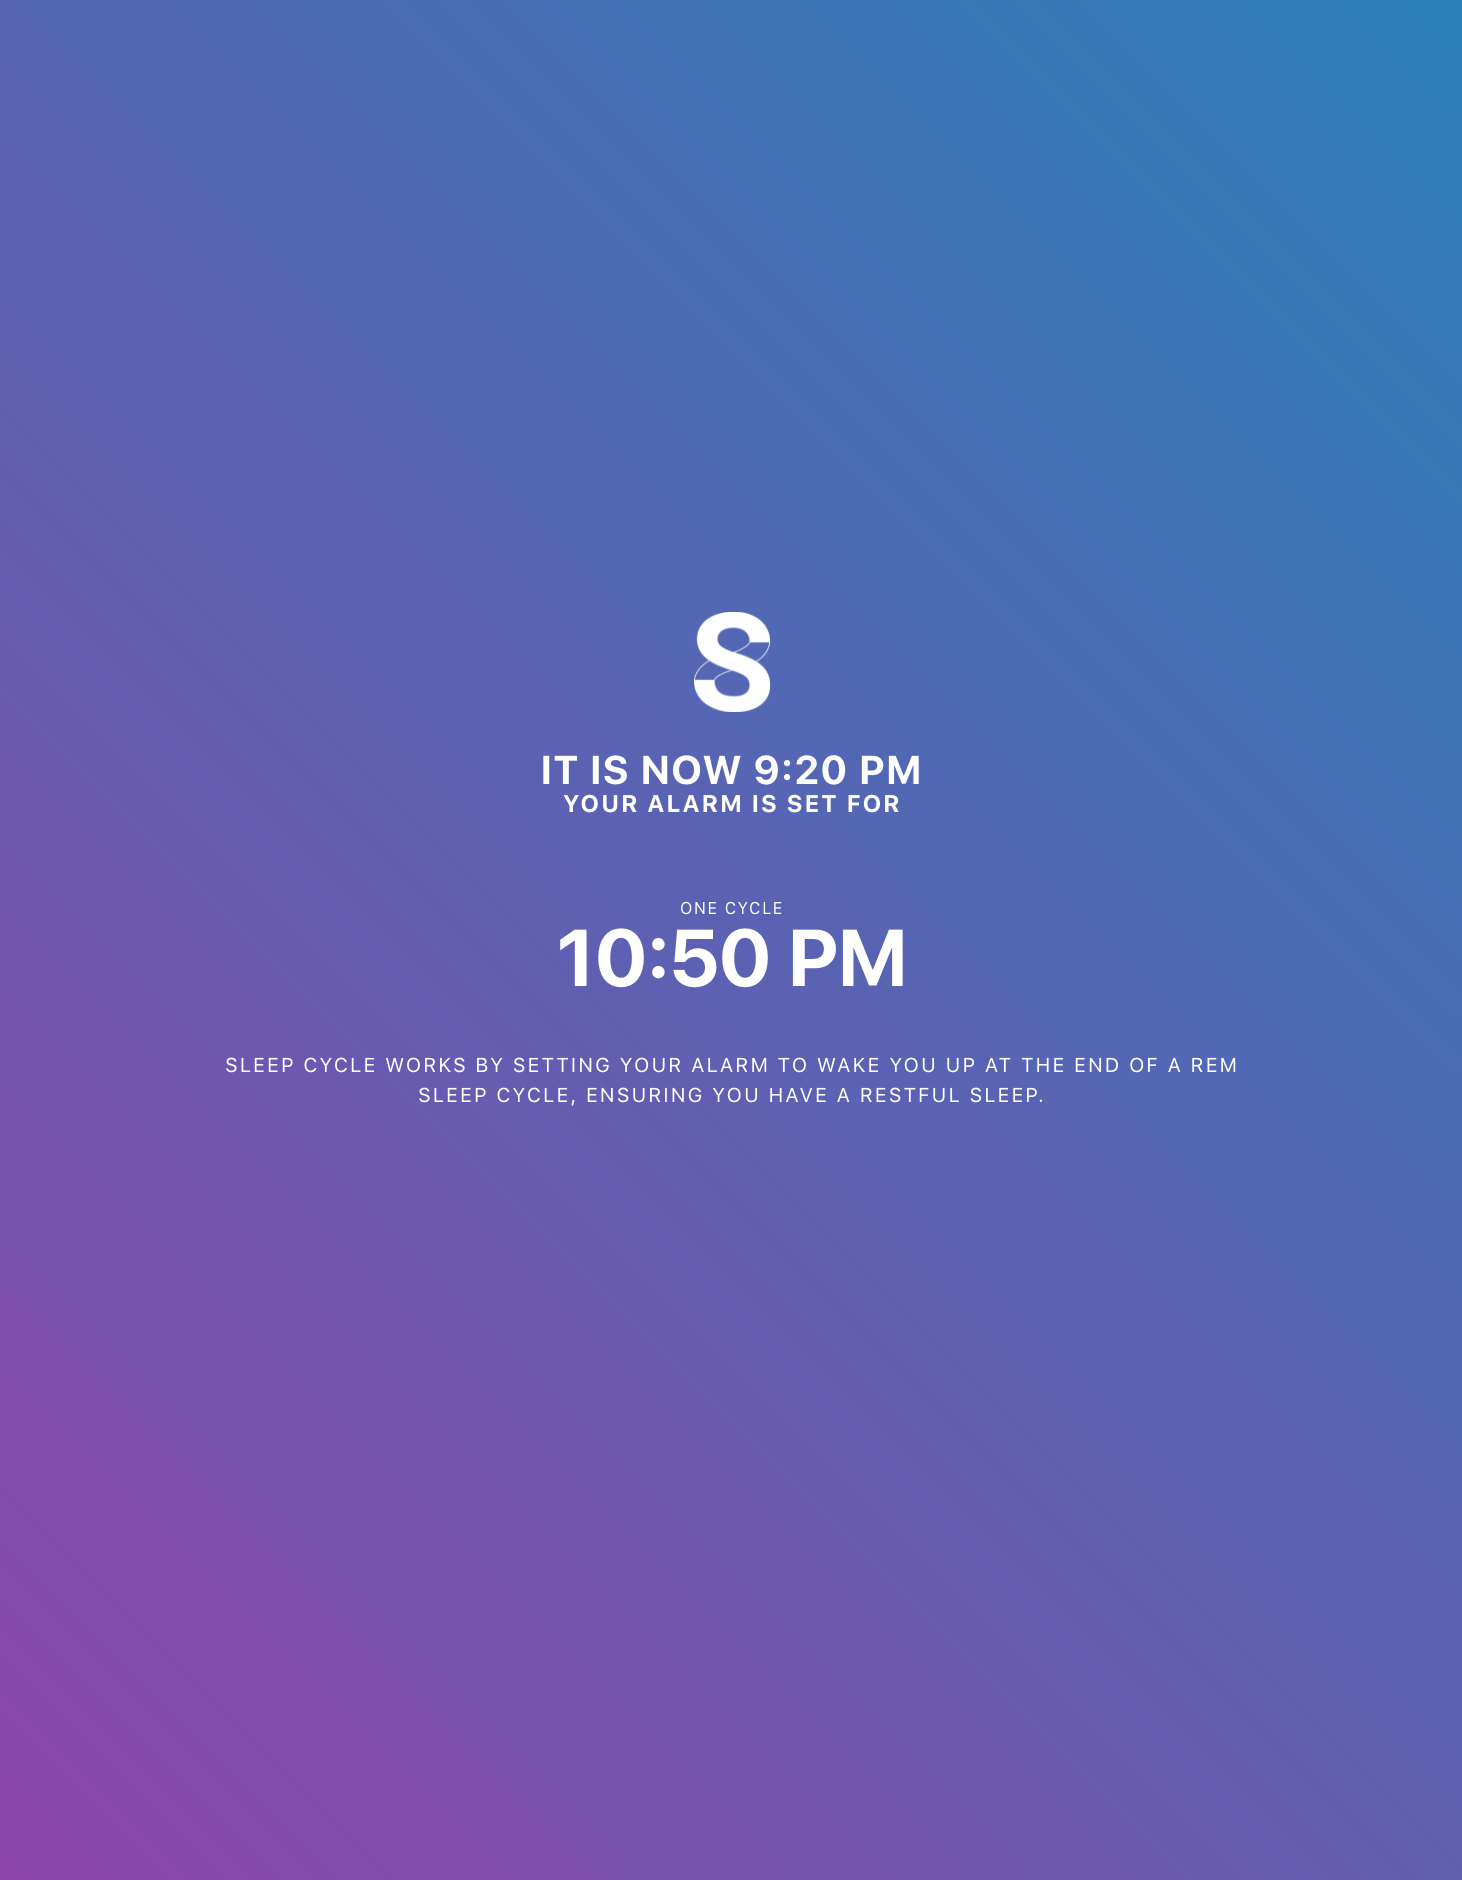 S
IT IS NOW 9:20 PM
YOUR ALARM IS SET FOR
ONE CYCLE
10:50 PM
SLEEP CYCLE WORKS BY SETTING YOUR ALARM TO WAKE YOU UP AT THE END OF A REM
SLEEP CYCLE, ENSURING YOU HAVE A RESTFUL SLEEP.